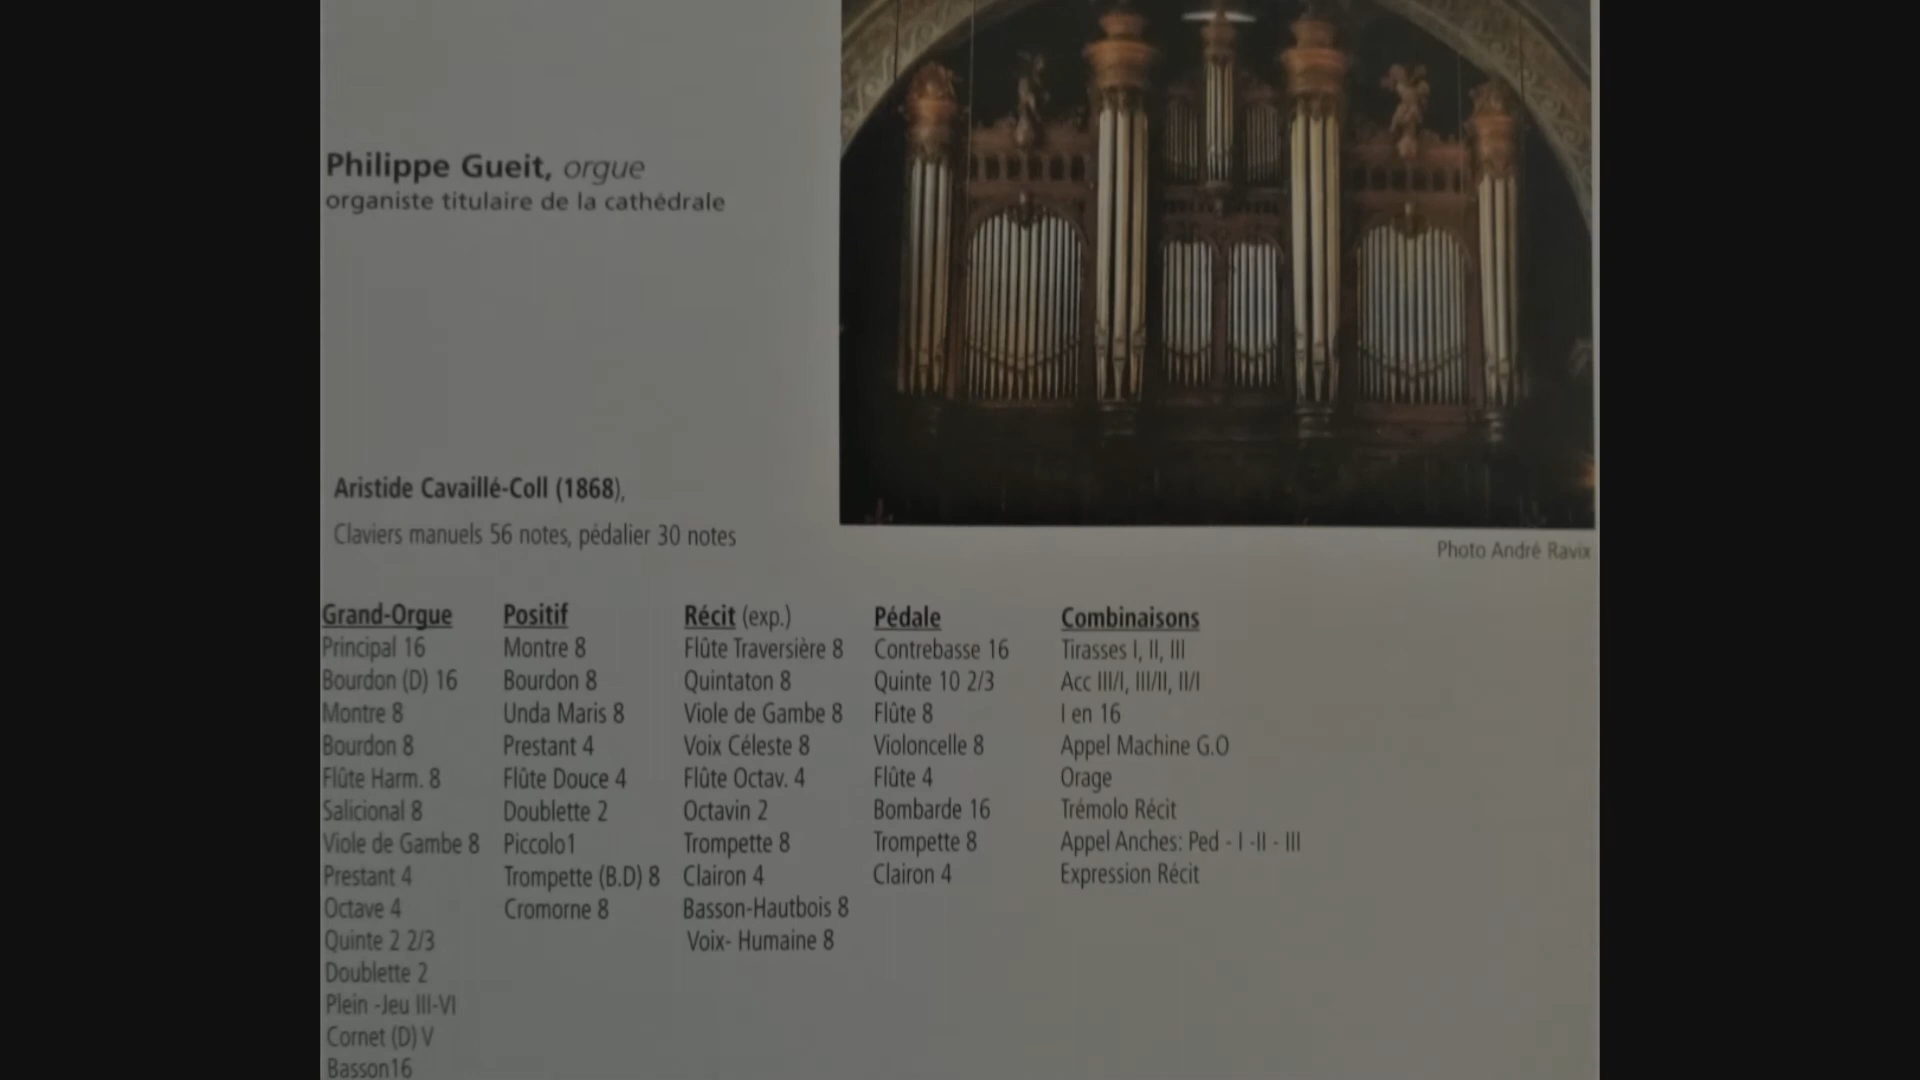 Philippe Gueit, orgue
organiste titulaire de la cathédrale
Aristide Cavaillé-Coll (1868),
Claviers manuels 56 notes, pédalier 30 notes
Photo André Ravix
Grand-Orgue
Principal 16
Bourdon (D) 16
Montre 8
Bourdon 8
Flûte Harm. 8
Salicional 8
Viole de Gambe 8
Prestant 4
Octave 4
Quinte 2 2/3
Doublette 2
Plein -Jeu III-VI
Cornet (D) V
Basson16
Positif
Montre 8
Bourdon 8
Unda Maris 8
Prestant 4
Flûte Douce 4
Doublette 2
Piccolo1
Trompette (B.D) 8
Cromorne 8
Récit (exp.)
Flûte Traversière 8
Quintaton 8
Viole de Gambe 8
Voix Céleste 8
Flûte Octav. 4
Octavin 2
Trompette 8
Clairon 4
Basson-Hautbois 8
Voix- Humaine 8
Pédale
Contrebasse 16
Quinte 10 2/3
Flûte 8
Violoncelle 8
Flûte 4
Bombarde 16
Trompette 8
Clairon 4
Combinaisons
Tirasses I, II, III
Acc III/I, III/II, II/I
I en 16
Appel Machine G.O
Orage
Trémolo Récit
Appel Anches: Ped - I -II - III
Expression Récit